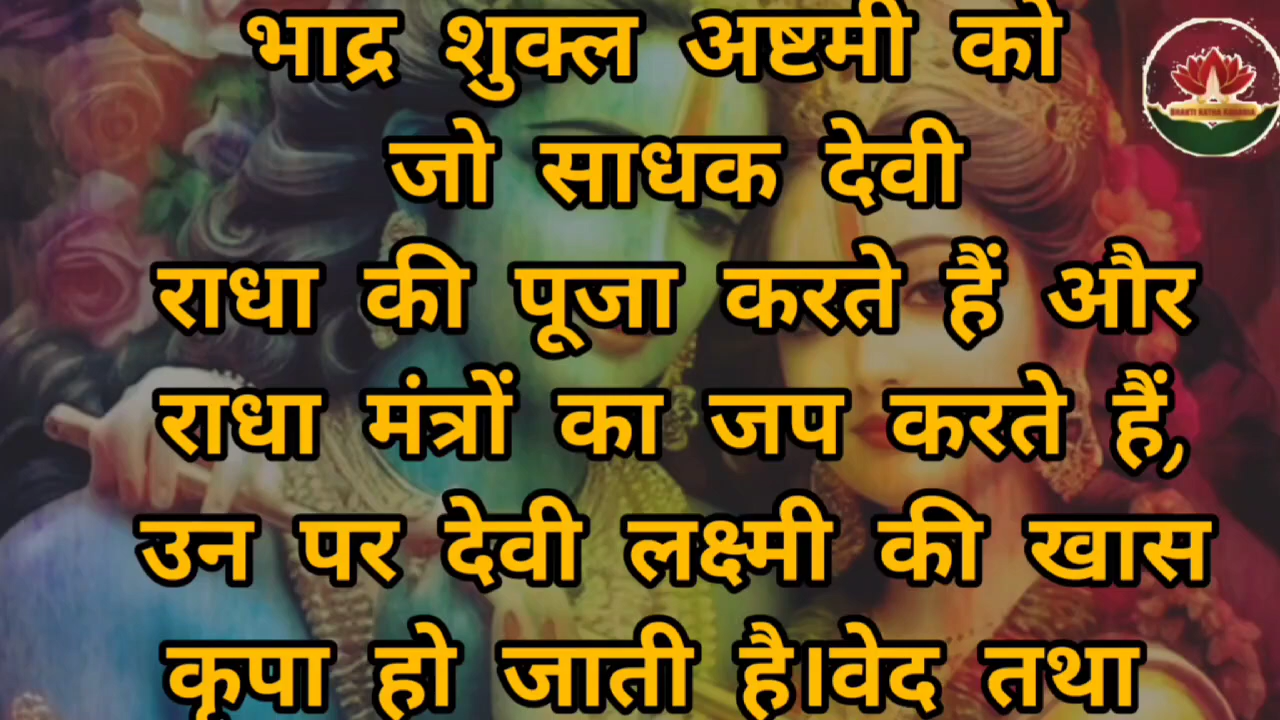 भाद्र शुक्ल अष्टमी को
जो साधक देवी
राधा की पूजा करते हैं और
राधा मंत्रों का जप करते हैं,
उन पर देवी लक्ष्मी की खास
कृपा हो जाती है।वेद तथा